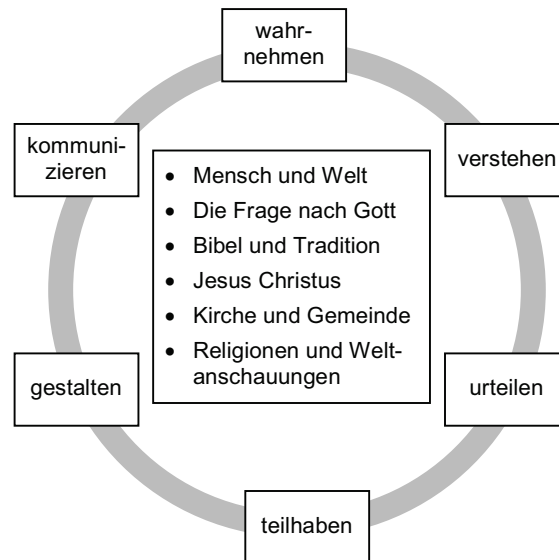 wahr-
nehmen
kommuni-
zieren
verstehen
• Mensch und Welt
• Die Frage nach Gott
• Bibel und Tradition
• Jesus Christus
• Kirche und Gemeinde
• Religionen und Welt-
anschauungen
gestalten
urteilen
teilhaben